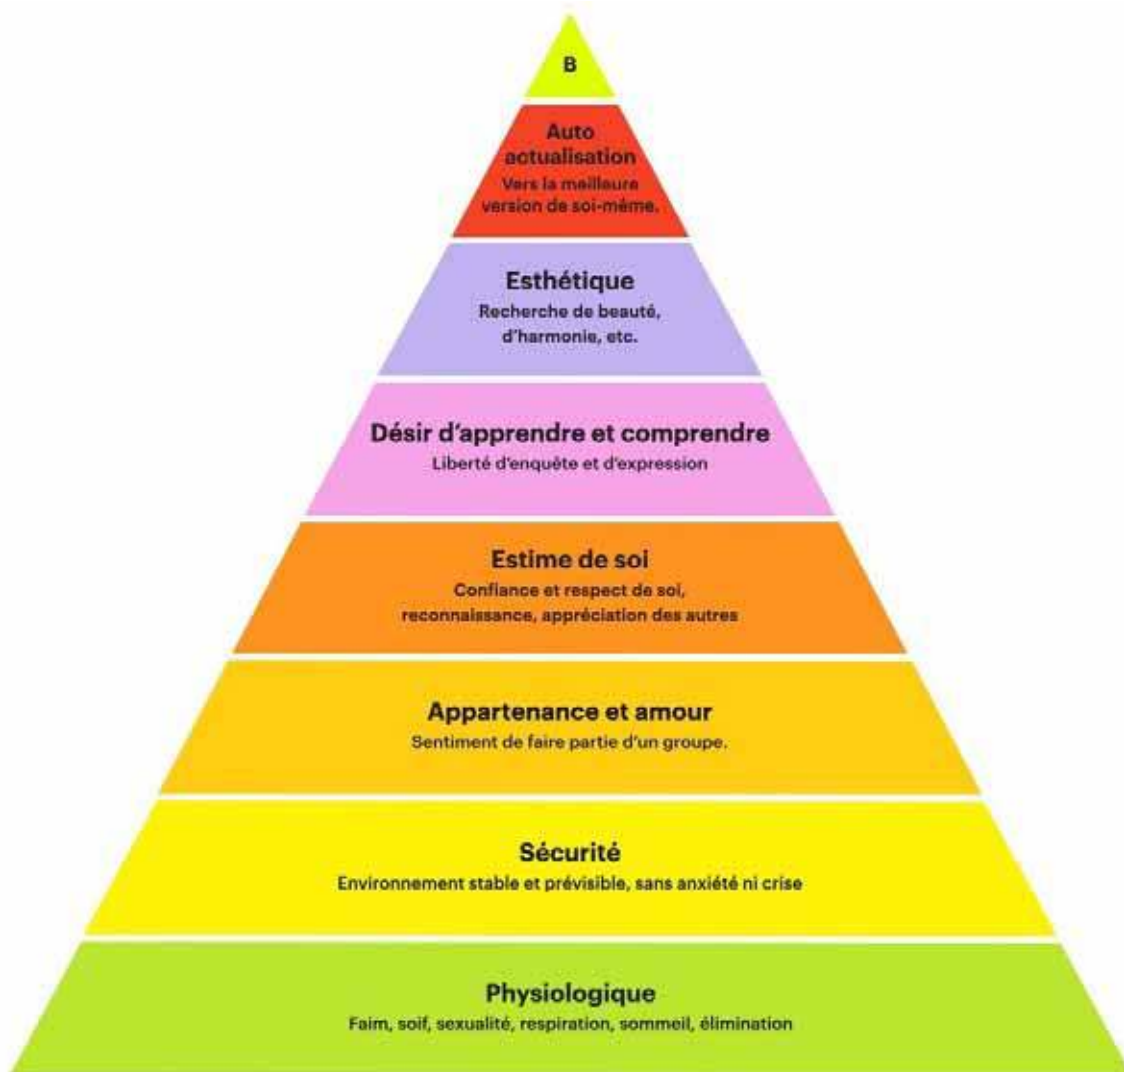 B
Auto
actualisation
Vers la meilleure
version de soi-même.
Esthétique
Recherche de beauté,
d'harmonie, etc.
Désir d'apprendre et comprendre
Liberté d'enquête et d'expression
Estime de soi
Confiance et respect de soi,
reconnaissance, appréciation des autres
Appartenance et amour
Sentiment de faire partie d'un groupe.
Sécurité
Environnement stable et prévisible, sans anxiété ni crise
Physiologique
Faim, soif, sexualité, respiration, sommeil, élimination